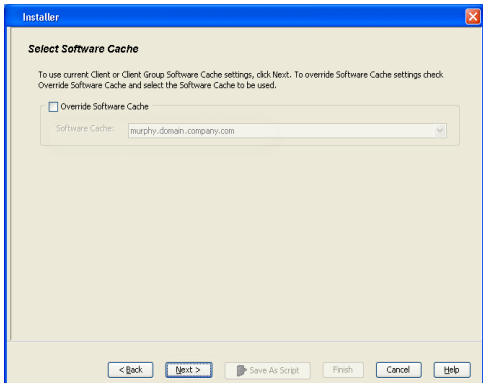 Installer
Select Software Cache
To use current Client or Client Group Software Cache settings, click Next. To override Software Cache settings check
Override Software Cache and select the Software Cache to be used.
Override Software Cache
Software Cache: murphy.domain.company.com
< Back Next > Save As Script Finish Cancel Help